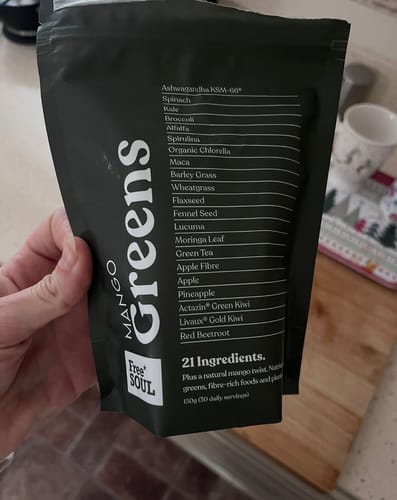 Ashwagandha KSM-66®
Spinach
Kale
Broccoli
Alfalfa
Spirulina
Organic Chlorella
Maca
Barley Grass
Wheatgrass
Flaxseed
Fennel Seed
Lucuma
Moringa Leaf
Green Tea
Apple Fibre
Apple
Pineapple
Actazin® Green Kiwi
Livaux® Gold Kiwi
Red Beetroot
MANGO
Greens
Free
SOUL
21 Ingredients.
Plus a natural mango twist.
greens, fibre-rich foods and
150g (30 daily servings)